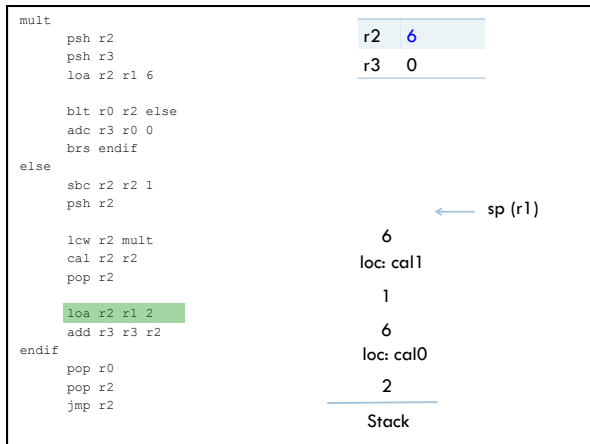 mult
psh r2
psh r3
loa r2 r1 6
blt r0 r2 else
adc r3 r0 0
brs endif
else
sbc r2 r2 1
psh r2
lcw r2 mult
cal r2 r2
pop r2
loa r2 r1 2
add r3 r3 r2
endif
pop r0
pop r2
jmp r2
r2 6
r3 0
sp (r1)
6
loc: cal1
1
6
loc: cal0
2
Stack